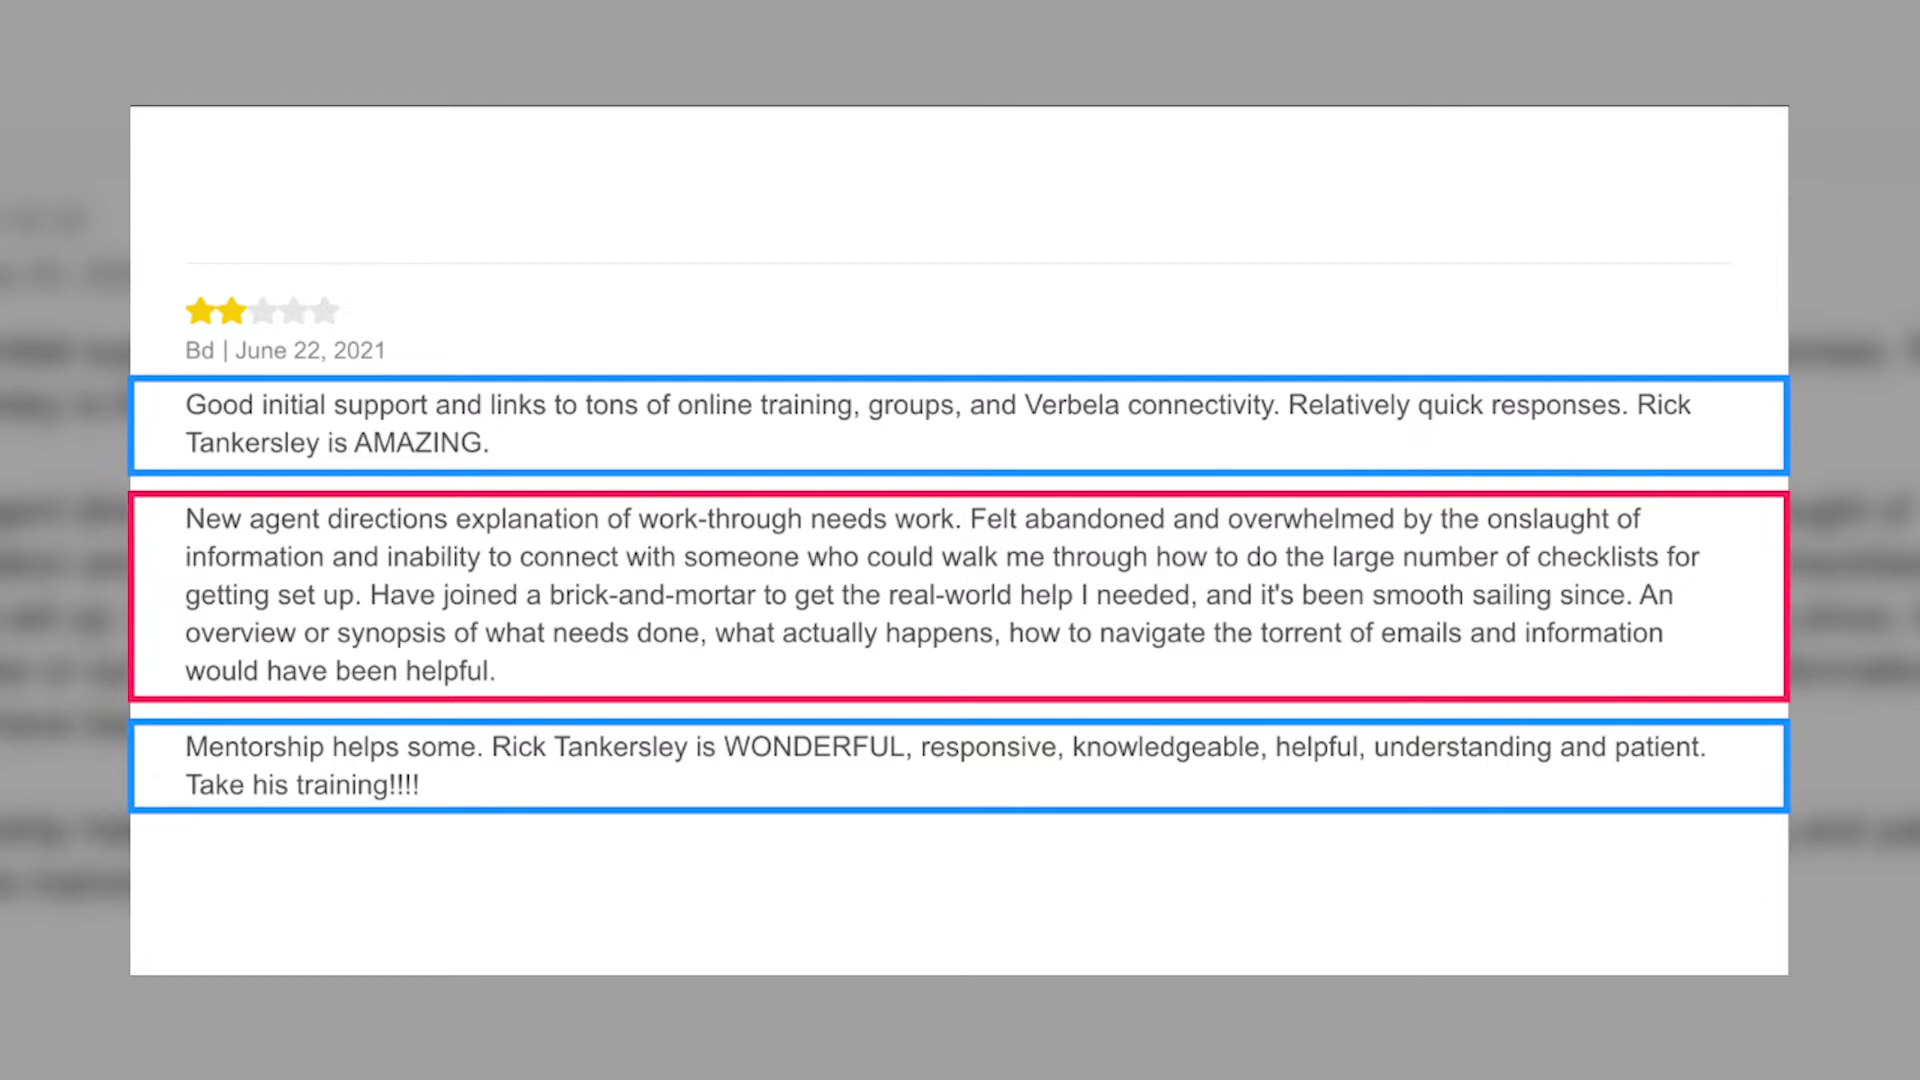 Bd | June 22, 2021
Good initial support and links to tons of online training, groups, and Verbela connectivity. Relatively quick responses. Rick
Tankersley is AMAZING.
New agent directions explanation of work-through needs work. Felt abandoned and overwhelmed by the onslaught of
information and inability to connect with someone who could walk me through how to do the large number of checklists for
getting set up. Have joined a brick-and-mortar to get the real-world help I needed, and it's been smooth sailing since. An
overview or synopsis of what needs done, what actually happens, how to navigate the torrent of emails and information
would have been helpful.
Mentorship helps some. Rick Tankersley is WONDERFUL, responsive, knowledgeable, helpful, understanding and patient.
Take his training!!!!